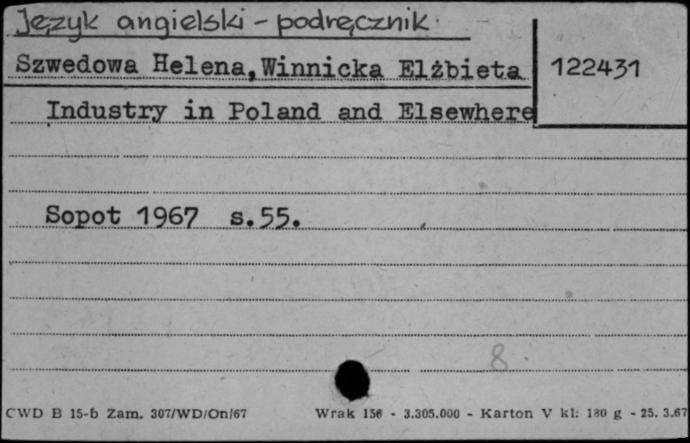 Język angielski - podręcznik
Szwedowa Helena, Winnicka Elżbieta
122431
Industry in Poland and Elsewhere
Sopot 1967 s.55.
8
CWD B 15-b Zam. 307/WD/On/67 Wrak 156 - 3.305.000 - Karton V kl: 180 g - 25. 3.67